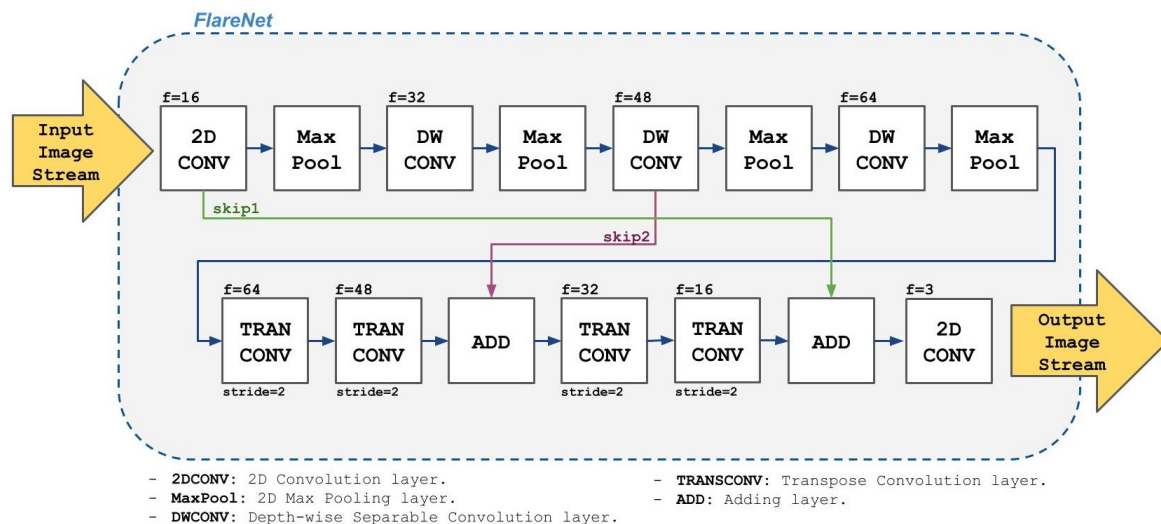 FlareNet
Input
Image
Stream
f=16
2D
CONV
Max
Pool
f=32
DW
CONV
Max
Pool
f=48
DW
CONV
Max
Pool
f=64
DW
CONV
Max
Pool
skip1
skip2
f=64
TRAN
CONV
stride=2
f=48
TRAN
CONV
stride=2
ADD
f=32
TRAN
CONV
stride=2
f=16
TRAN
CONV
stride=2
ADD
f=3
2D
CONV
Output
Image
Stream
- 2DCONV: 2D Convolution layer.
- MaxPool: 2D Max Pooling layer.
- DWCONV: Depth-wise Separable Convolution layer.
- TRANSCONV: Transpose Convolution layer.
- ADD: Adding layer.